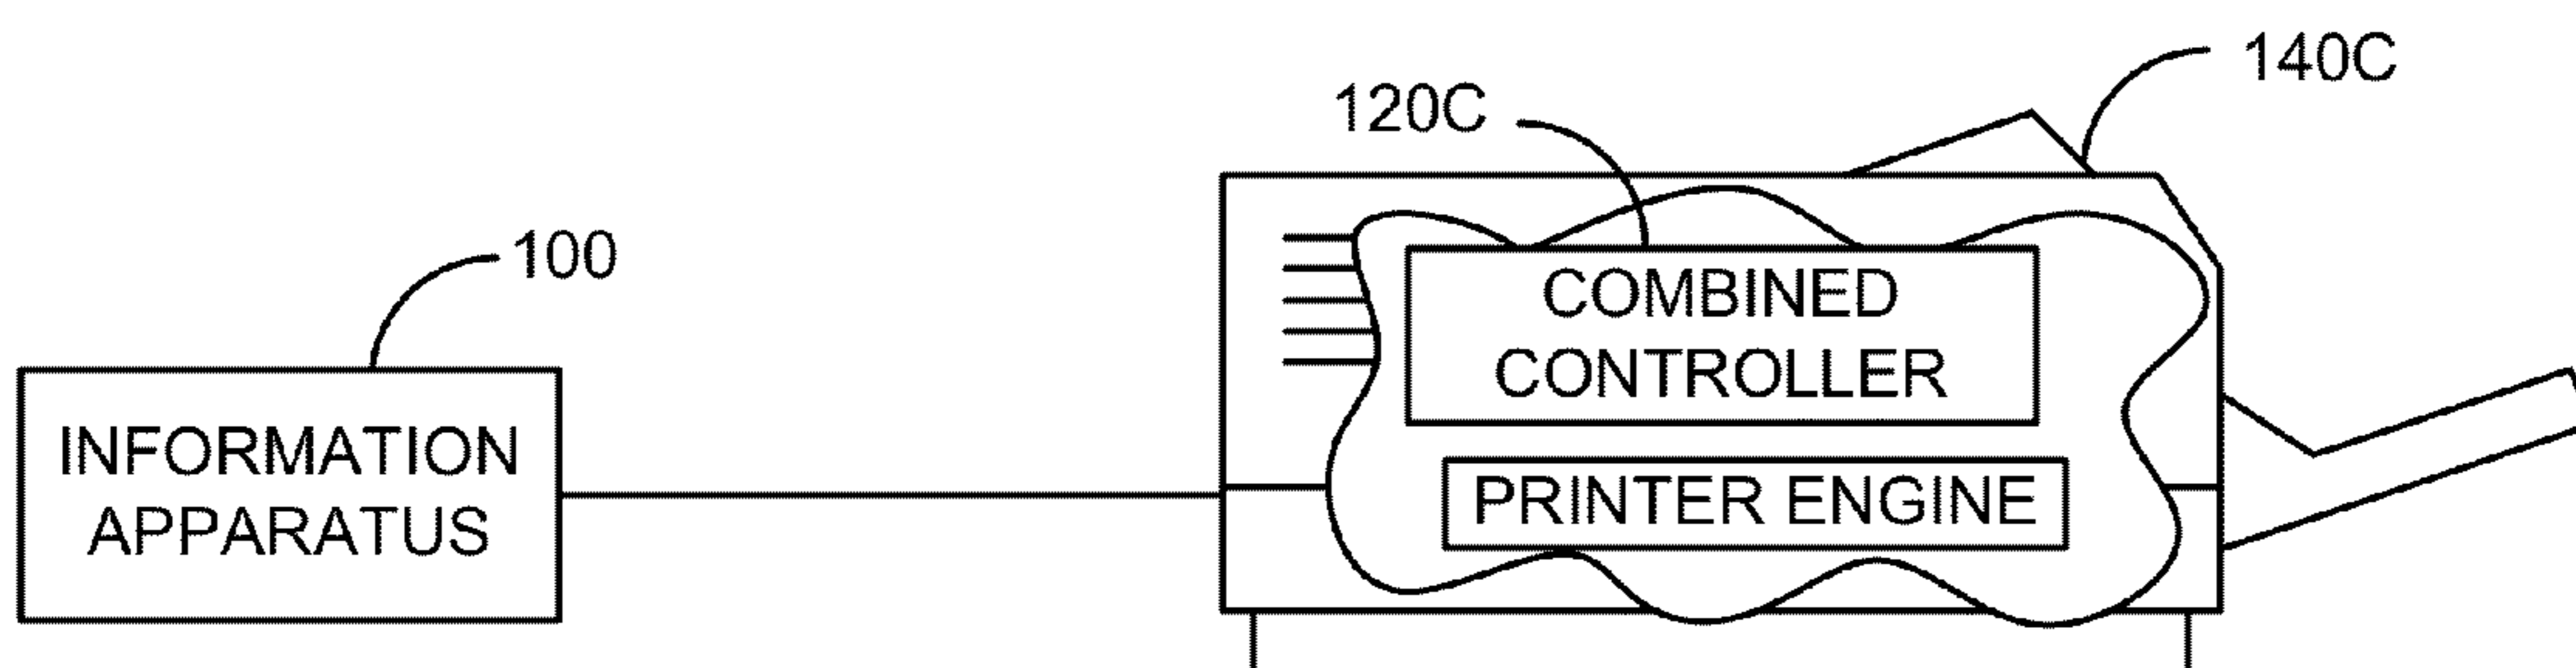 140C
120C
100
COMBINED
CONTROLLER
INFORMATION
APPARATUS
PRINTER ENGINE